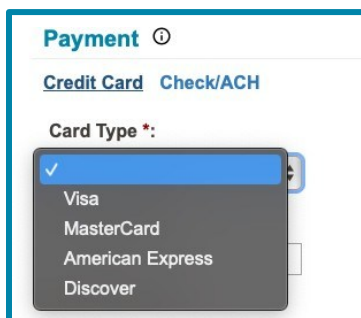 Payment
Credit Card Check/ACH
Card Type *:
Visa
MasterCard
American Express
Discover